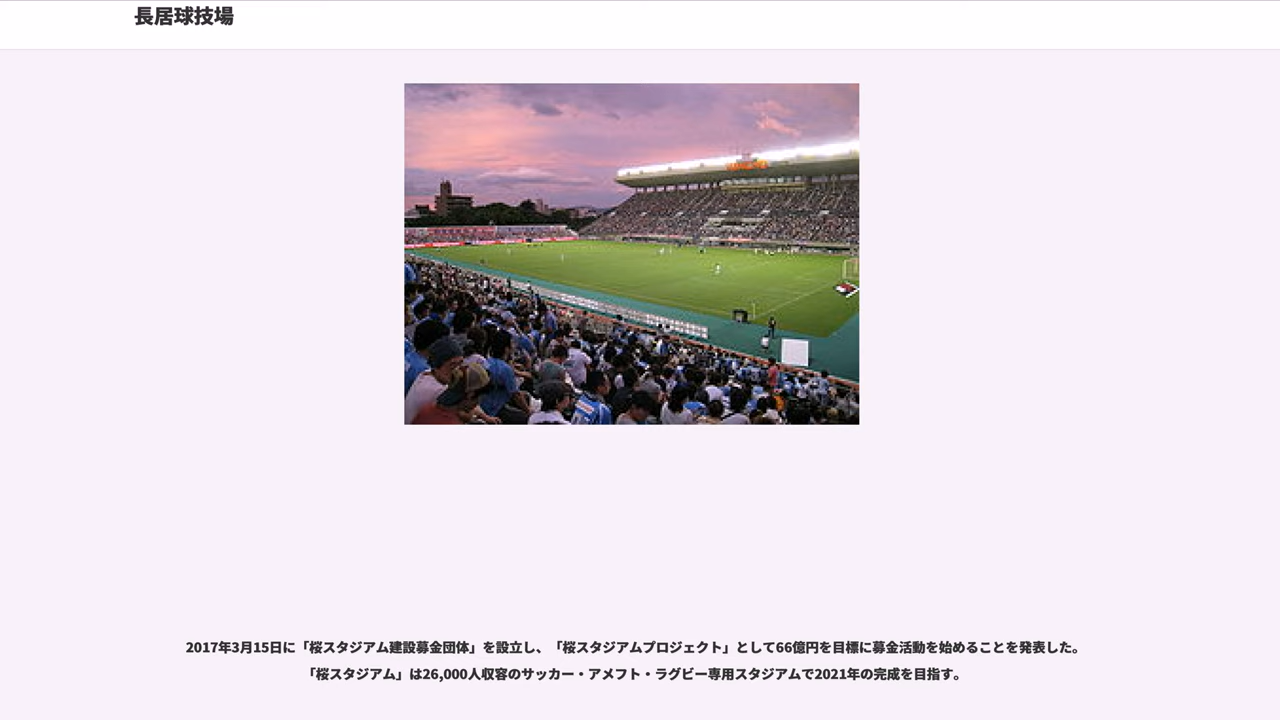 長居球技場
2017年3月15日に「桜スタジアム建設募金団体」を設立し、「桜スタジアムプロジェクト」として66億円を目標に募金活動を始めることを発表した。
「桜スタジアム」は26,000人収容のサッカー・アメフト・ラグビー専用スタジアムで2021年の完成を目指す。